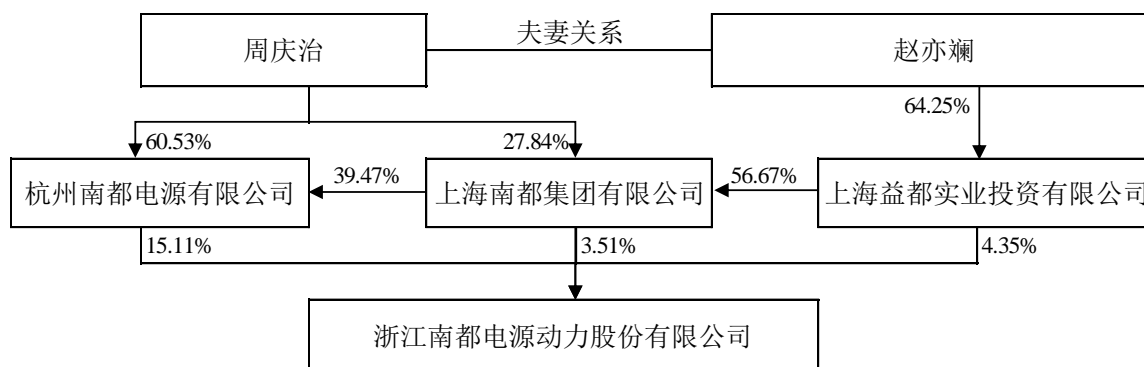 夫妻关系
周庆治
赵亦斓
64.25%
60.53%
27.84%
杭州南都电源有限公司
39.47%
上海南都集团有限公司
56.67%
上海益都实业投资有限公司
15.11%
3.51%
4.35%
浙江南都电源动力股份有限公司